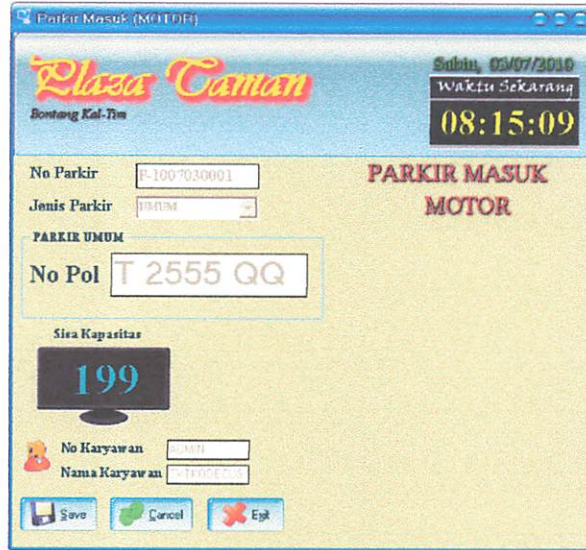 Parkir Masuk (MOTOR)
Plaza Taman
Bontang Kal-Tim
Sabtu, 03/07/2010
Waktu Sekarang
08:15:09
No Parkir P-1007030001
PARKIR MASUK
MOTOR
Jenis Parkir UMUM
PARKIR UMUM
No Pol T 2555 QQ
Sisa Kapasitas
199
No Karyawan ADMIN
Nama Karyawan
Save Cancel Exit